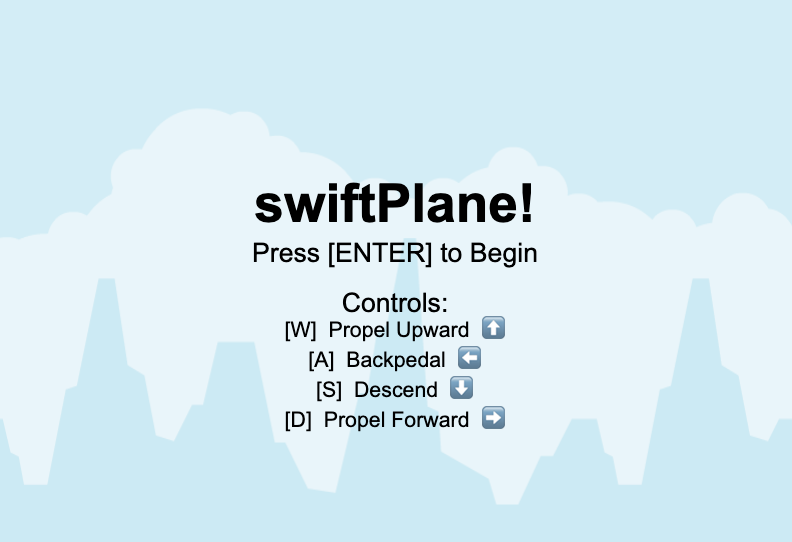 swiftPlane!
Press [ENTER] to Begin
Controls:
[W] Propel Upward ⬆️
[A] Backpedal ⬅️
[S] Descend ⬇️
[D] Propel Forward ➡️